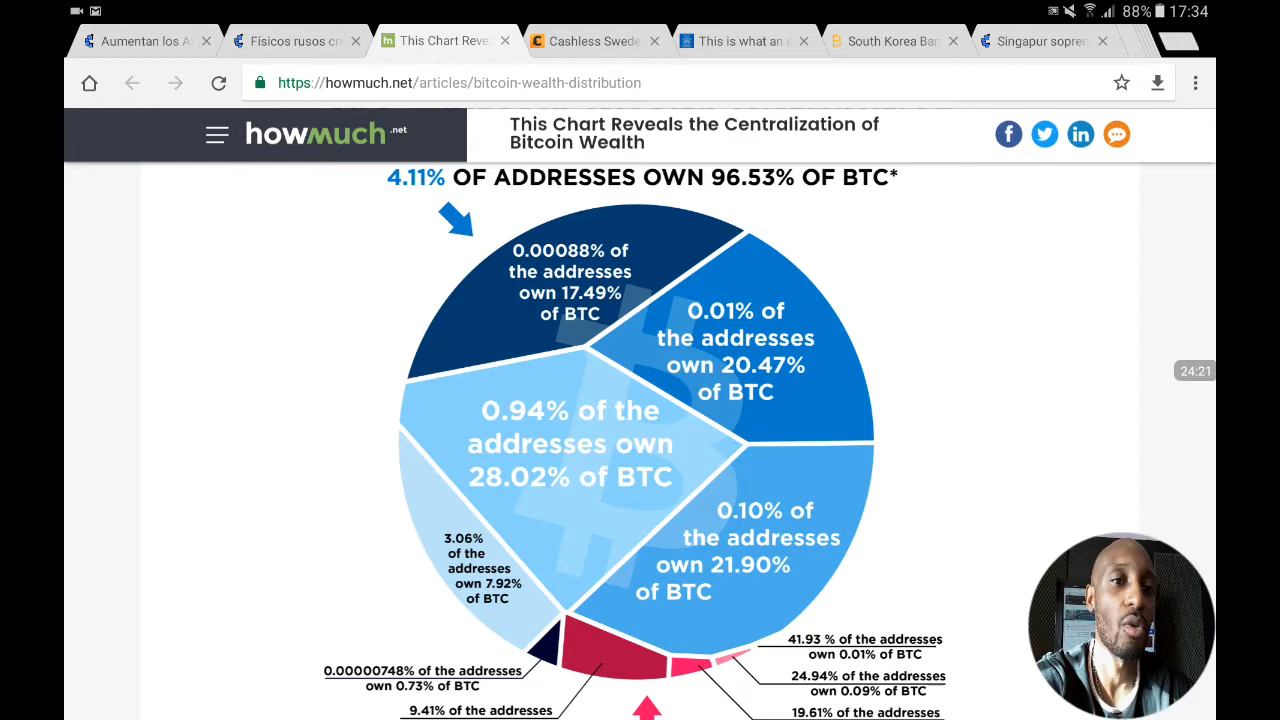 88% 17:34
Aumentan los A
Físicos rusos cre
This Chart Revea
Cashless Swede
This is what an e
South Korea Ban
Singapur sopren
https://howmuch.net/articles/bitcoin-wealth-distribution
howmuch.net
This Chart Reveals the Centralization of
Bitcoin Wealth
4.11% OF ADDRESSES OWN 96.53% OF BTC*
0.00088% of
the addresses
own 17.49%
of BTC
0.01% of
the addresses
own 20.47%
of BTC
24:21
0.94% of the
addresses own
28.02% of BTC
0.10% of
the addresses
own 21.90%
of BTC
3.06%
of the
addresses
own 7.92%
of BTC
41.93 % of the addresses
own 0.01% of BTC
0.00000748% of the addresses
own 0.73% of BTC
24.94% of the addresses
own 0.09% of BTC
9.41% of the addresses
19.61% of the addresses